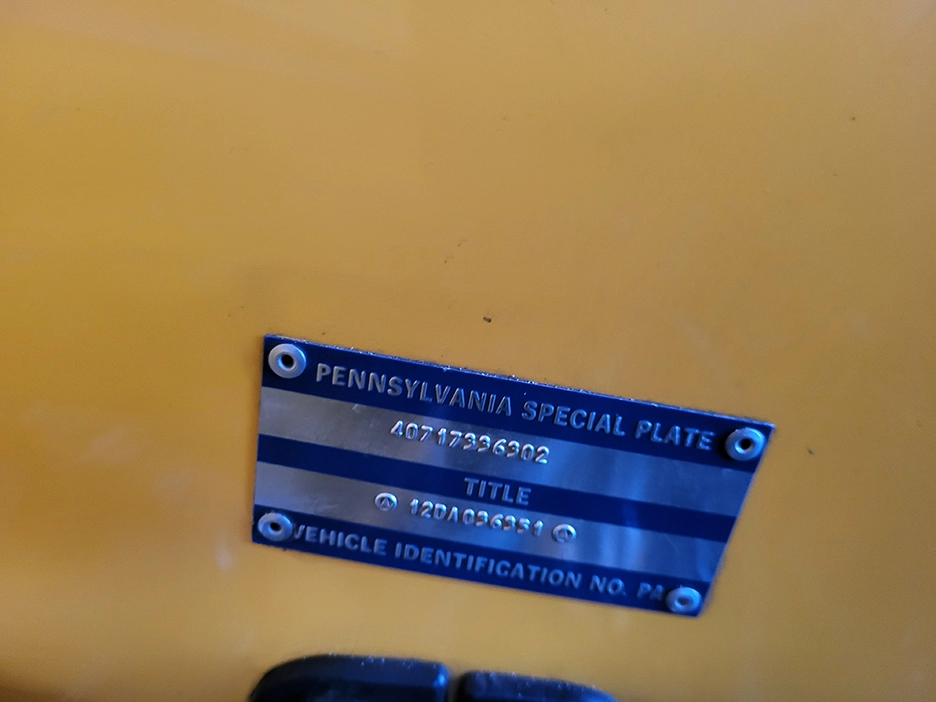 PENNSYLVANIA SPECIAL PLATE
40717336302
TITLE
12DA036351
VEHICLE IDENTIFICATION NO. PA